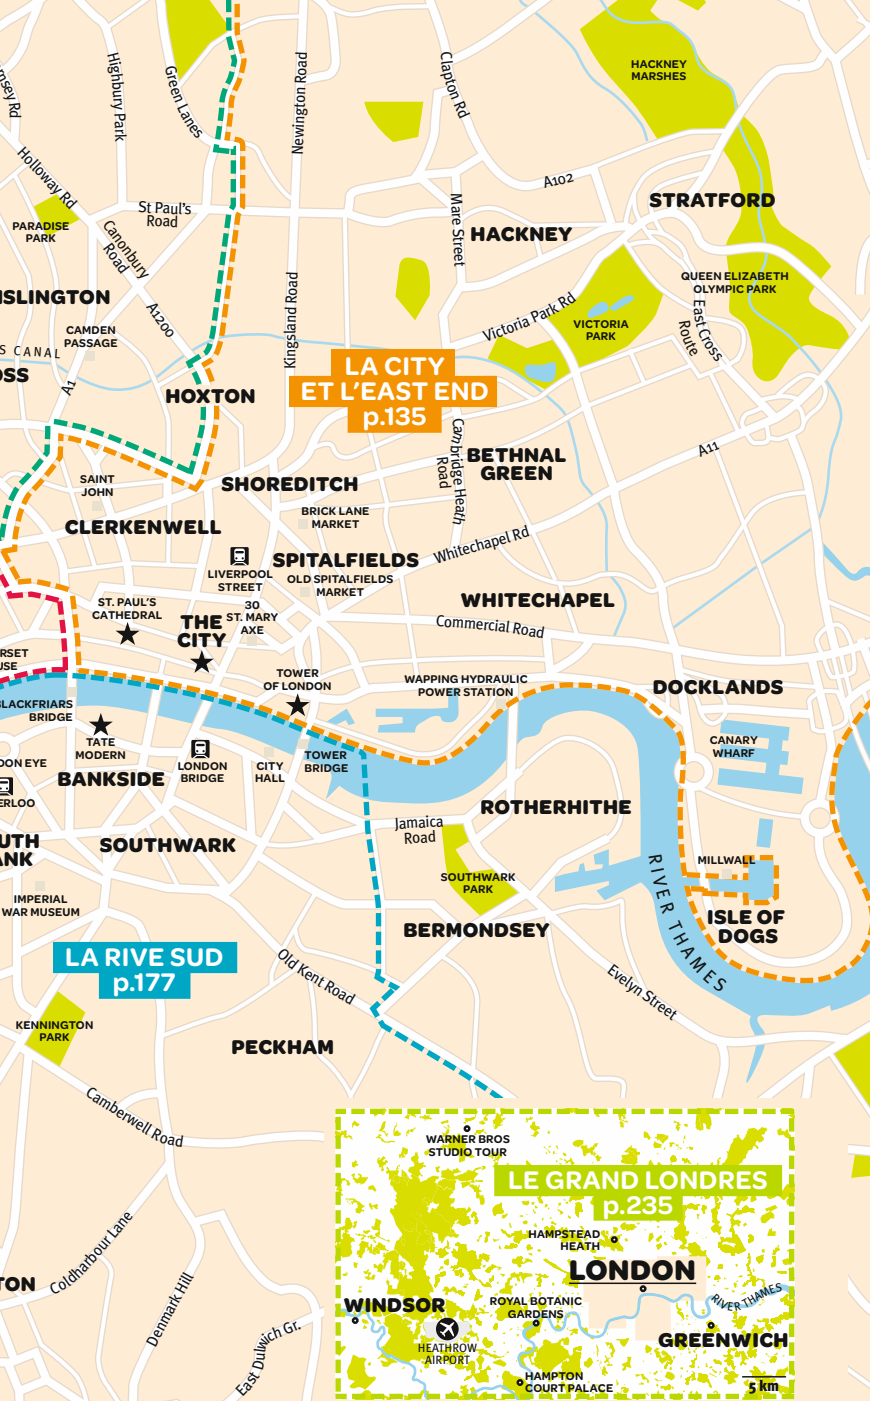 HACKNEY
MARSHES
Clapton Rd
Newington Road
Highbury Park
Green Lanes
Holloway Rd
A102
STRATFORD
St Paul's
Road
PARADISE
PARK
Canonbury
Road
Mare Street
HACKNEY
QUEEN ELIZABETH
OLYMPIC PARK
ISLINGTON
A1200
Kingsland Road
Victoria Park Rd
VICTORIA
PARK
East Cross
Route
CAMDEN
PASSAGE
S CANAL
OSS
A1
HOXTON
LA CITY
ET L'EAST END
p.135
Cambridge Heath
Road
BETHNAL
GREEN
A11
SAINT
JOHN
SHOREDITCH
BRICK LANE
MARKET
CLERKENWELL
Whitechapel Rd
LIVERPOOL
STREET
SPITALFIELDS
OLD SPITALFIELDS
MARKET
ST. PAUL'S
CATHEDRAL
THE
CITY
30
ST. MARY
AXE
WHITECHAPEL
Commercial Road
RSET
USE
TOWER
OF LONDON
WAPPING HYDRAULIC
POWER STATION
DOCKLANDS
BLACKFRIARS
BRIDGE
TATE
MODERN
CANARY
WHARF
DON EYE
BANKSIDE
LONDON
BRIDGE
CITY
HALL
TOWER
BRIDGE
ERLOO
ROTHERHITHE
UTH
ANK
SOUTHWARK
Jamaica
Road
SOUTHWARK
PARK
MILLWALL
RIVER THAMES
IMPERIAL
WAR MUSEUM
BERMONDSEY
ISLE OF
DOGS
LA RIVE SUD
p.177
Old Kent Road
Evelyn Street
KENNINGTON
PARK
PECKHAM
Camberwell Road
WARNER BROS
STUDIO TOUR
LE GRAND LONDRES
p.235
HAMPSTEAD
HEATH
LONDON
Coldharbour Lane
TON
Denmark Hill
East Dulwich Gr.
WINDSOR
ROYAL BOTANIC
GARDENS
RIVER THAMES
GREENWICH
HEATHROW
AIRPORT
HAMPTON
COURT PALACE
5 km